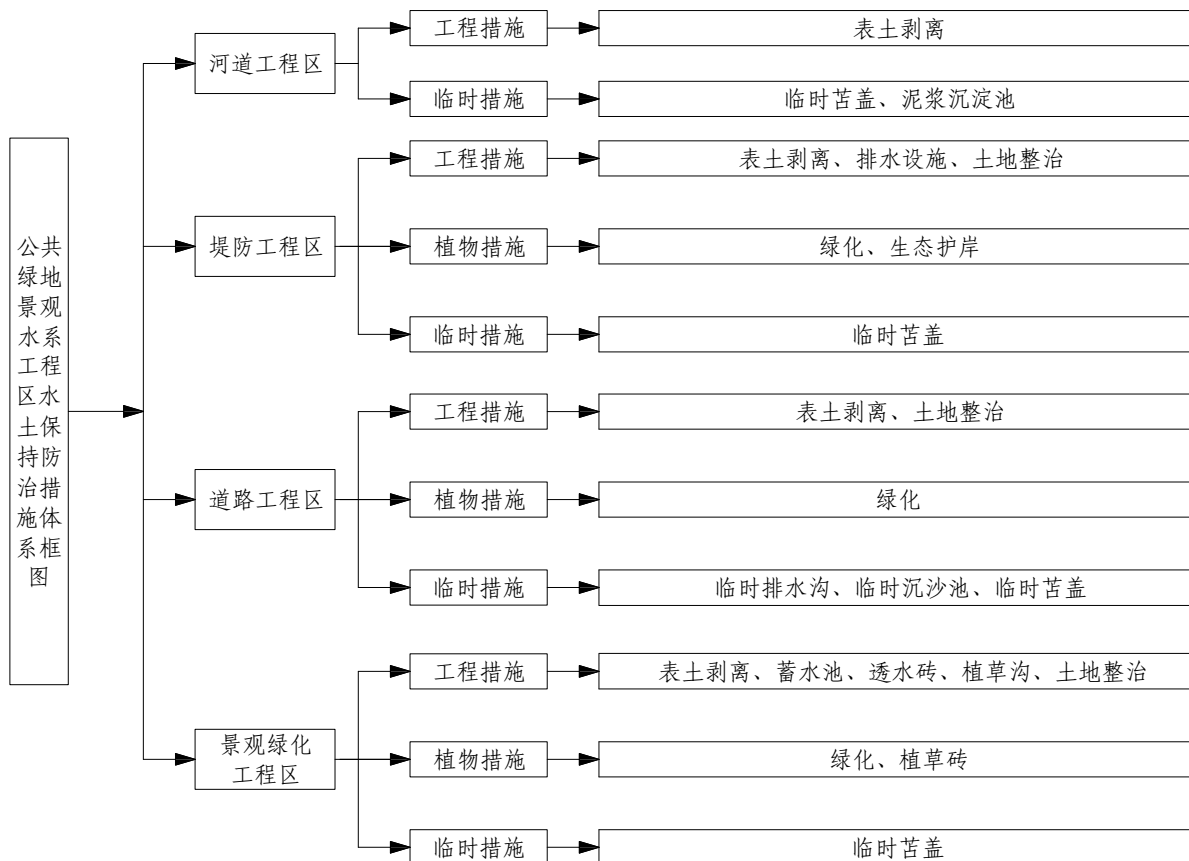 公共
绿地
景观
水系
工程
区水
土保
持防
治措
施体
系框
图
河道工程区
工程措施
表土剥离
临时措施
临时苫盖、泥浆沉淀池
堤防工程区
工程措施
表土剥离、排水设施、土地整治
植物措施
绿化、生态护岸
临时措施
临时苫盖
道路工程区
工程措施
表土剥离、土地整治
植物措施
绿化
临时措施
临时排水沟、临时沉沙池、临时苫盖
景观绿化
工程区
工程措施
表土剥离、蓄水池、透水砖、植草沟、土地整治
植物措施
绿化、植草砖
临时措施
临时苫盖